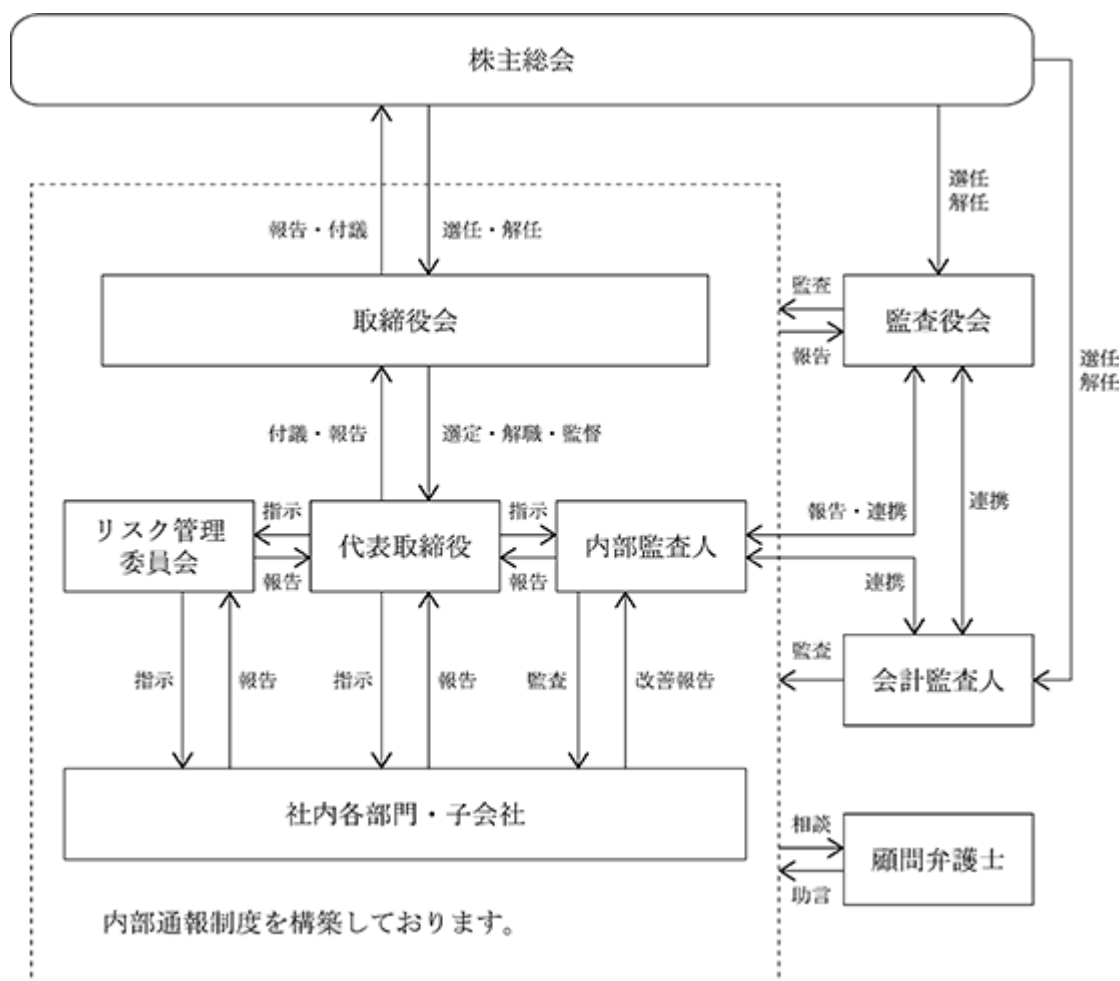 株主総会
選任
解任
報告・付議
選任・解任
取締役会
監査
報告
監査役会
選任
解任
付議・報告
選定・解職・監督
リスク管理
委員会
指示
報告
代表取締役
指示
報告
内部監査人
報告・連携
連携
連携
指示
報告
指示
報告
監査
改善報告
監査
会計監査人
社内各部門・子会社
相談
助言
顧問弁護士
内部通報制度を構築しております。